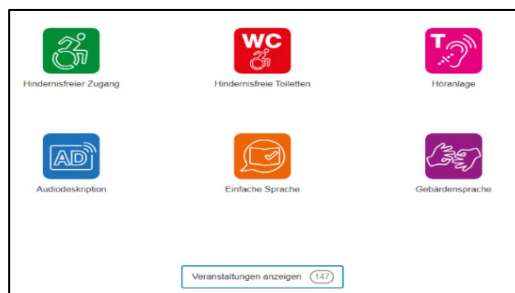 WC
T
Hindernisfreier Zugang
Hindernisfreie Toiletten
Höranlage
AD
Audiodeskription
Einfache Sprache
Gebärdensprache
Veranstaltungen anzeigen 147